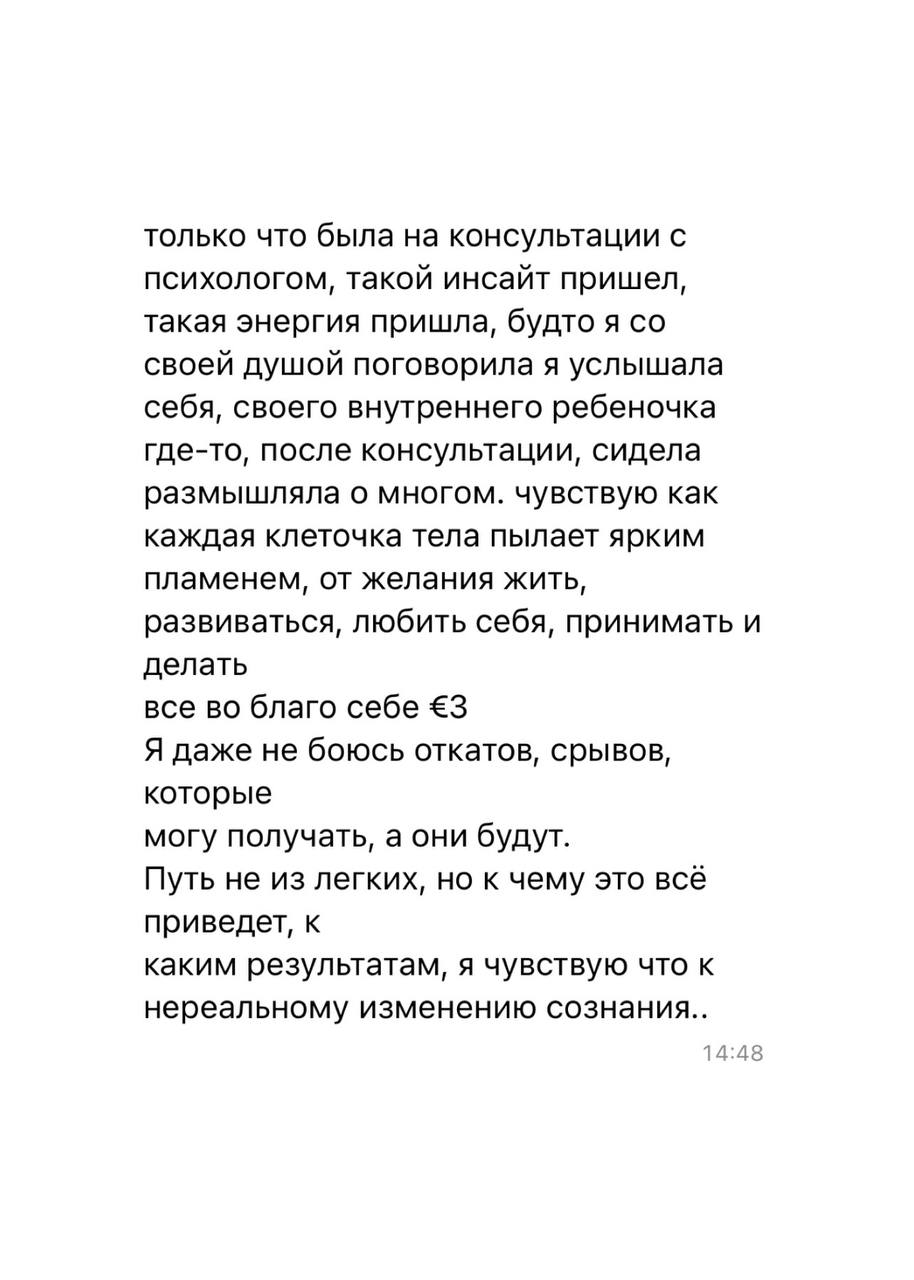 только что была на консультации с
психологом, такой инсайт пришел,
такая энергия пришла, будто я со
своей душой поговорила я услышала
себя, своего внутреннего ребеночка
где-то, после консультации, сидела
размышляла о многом. чувствую как
каждая клеточка тела пылает ярким
пламенем, от желания жить,
развиваться, любить себя, принимать и
делать
все во благо себе €3
Я даже не боюсь откатов, срывов,
которые
могу получать, а они будут.
Путь не из легких, но к чему это всё
приведет, к
каким результатам, я чувствую что к
нереальному изменению сознания..
14:48